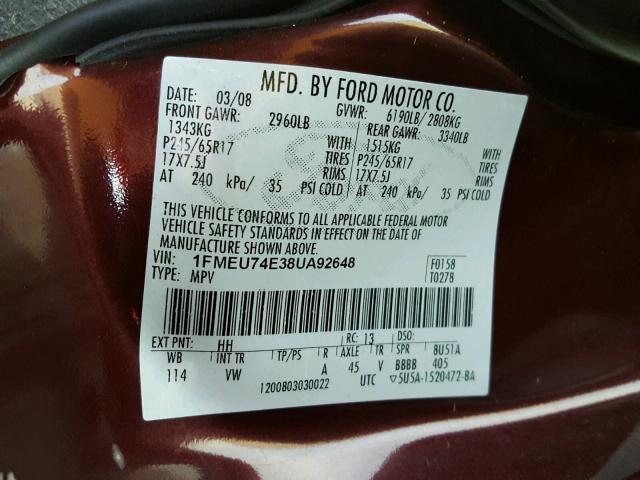 MFD. BY FORD MOTOR CO.
DATE: 03/08 GVWR: 6190LB/ 2808KG
FRONT GAWR: 2960LB REAR GAWR: 3340LB
1343KG WITH 1515KG WITH
P245/65R17 TIRES P245/65R17 TIRES
17X7.5J RIMS 17X7.5J RIMS
AT 240 kPa/ 35 PSI COLD AT 240 kPa/ 35 PSI COLD
THIS VEHICLE CONFORMS TO ALL APPLICABLE FEDERAL MOTOR
VEHICLE SAFETY STANDARDS IN EFFECT ON THE DATE OF
MANUFACTURE SHOWN ABOVE.
VIN: 1FMEU74E38UA92648 F0158
TYPE: MPV T0278
EXT PNT: HH RC: 13 DSO:
WB INT TR TP/PS R AXLE TR SPR 8U51A
114 VW A 45 V BBBB 405
1200803030022 UTC ▽5U5A-1520472-BA